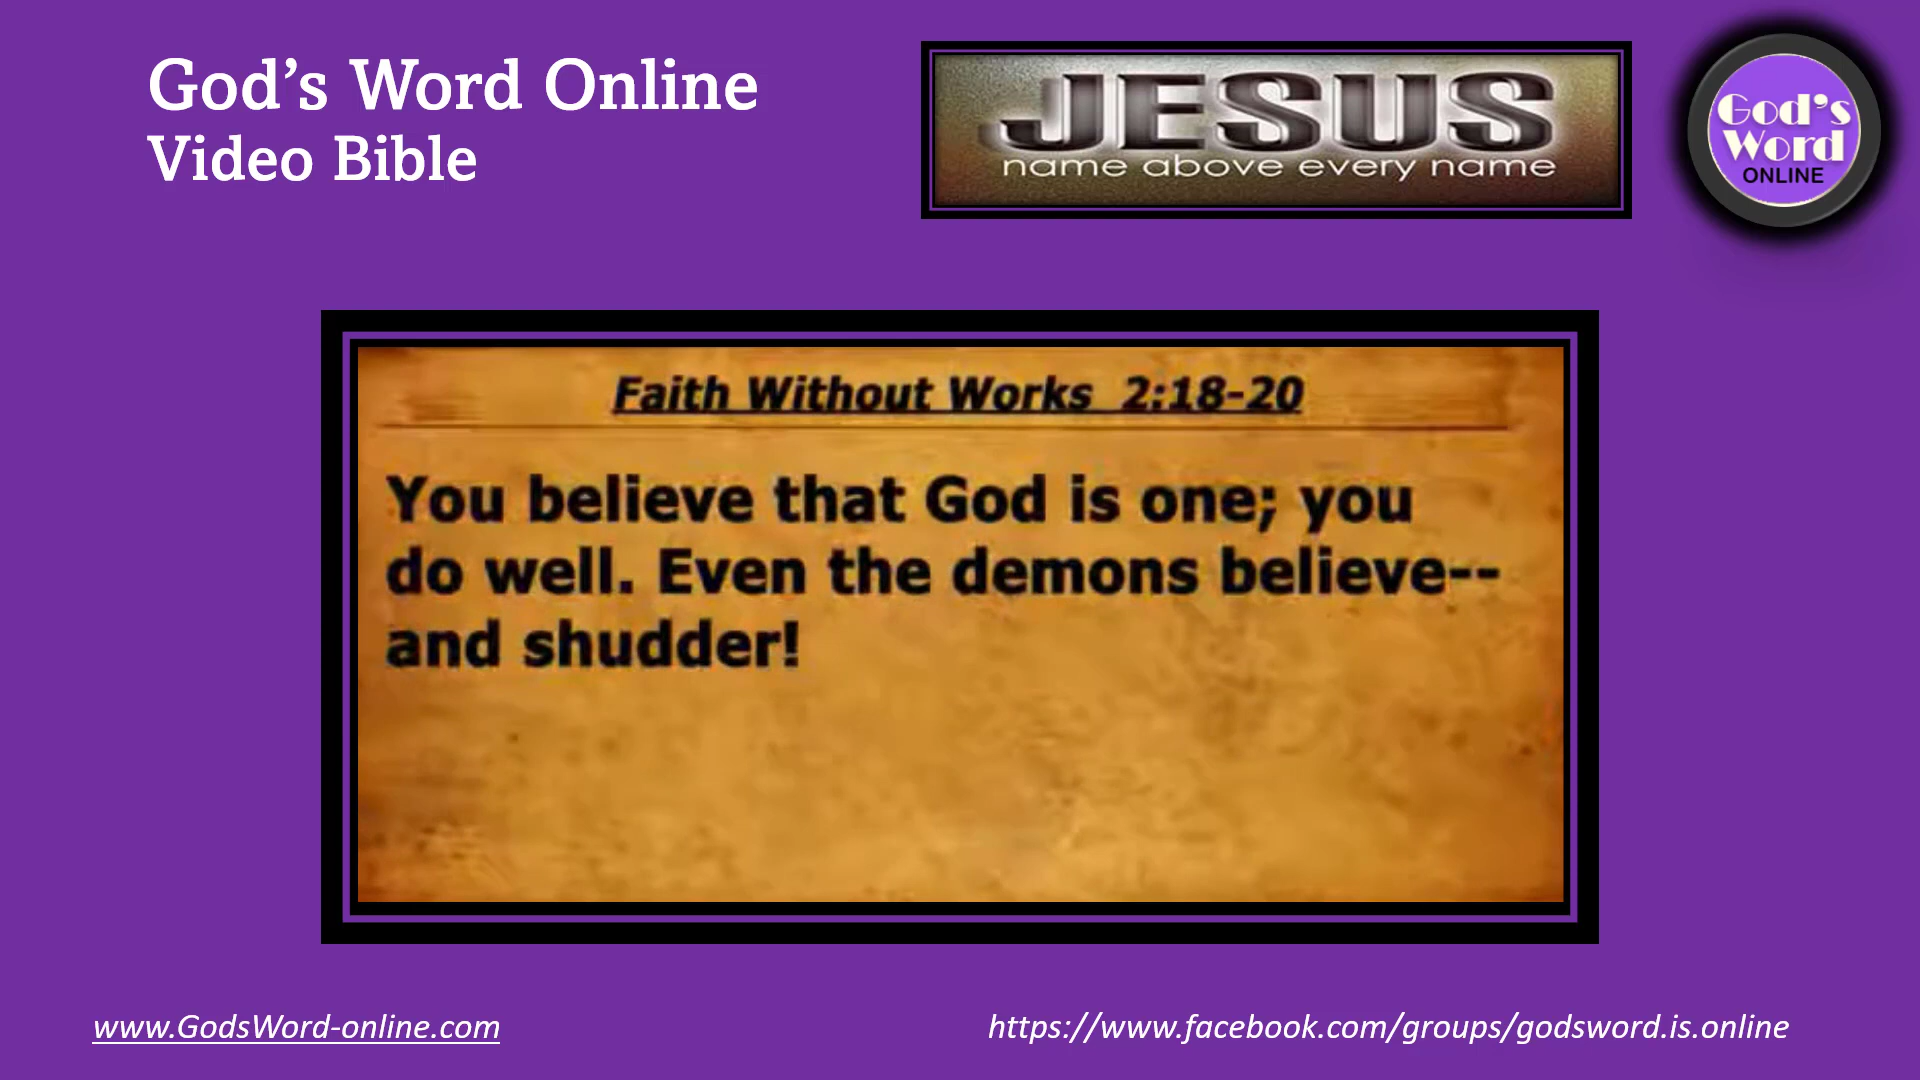 God’s Word Online
Video Bible
JESUS
name above every name
God's
Word
ONLINE
Faith Without Works 2:18-20
You believe that God is one; you
do well. Even the demons believe--
and shudder!
www.GodsWord-online.com
https://www.facebook.com/groups/godsword.is.online